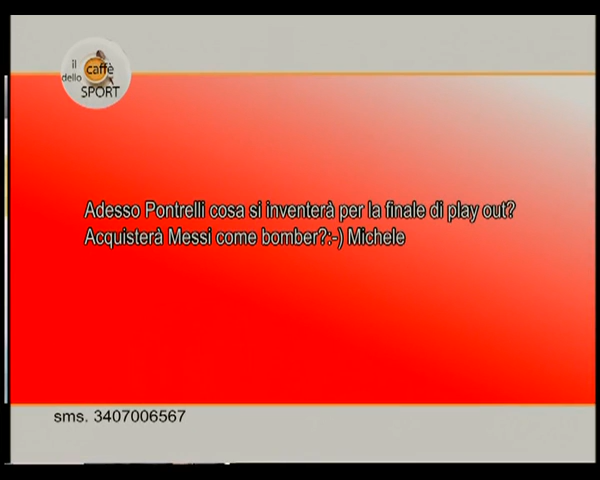 il
caffè
dello
SPORT
Adesso Pontrelli cosa si inventerà per la finale di play out?
Acquisterà Messi come bomber?:-) Michele
sms. 3407006567